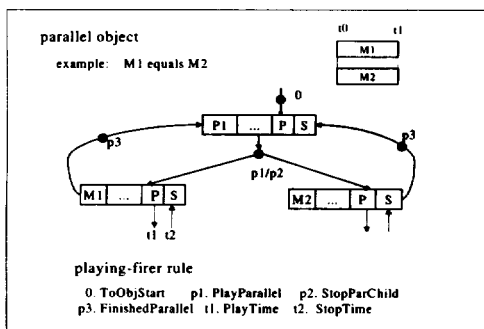 parallel object
t0 t1
example: M1 equals M2
M1
M2
0
P1 ... P S
p3
p3
p1/p2
M1 ... P S
M2 ... P S
t1 t2
playing-firer rule
0. ToObjStart p1. PlayParallel p2. StopParChild
p3. FinishedParallel t1. PlayTime t2. StopTime